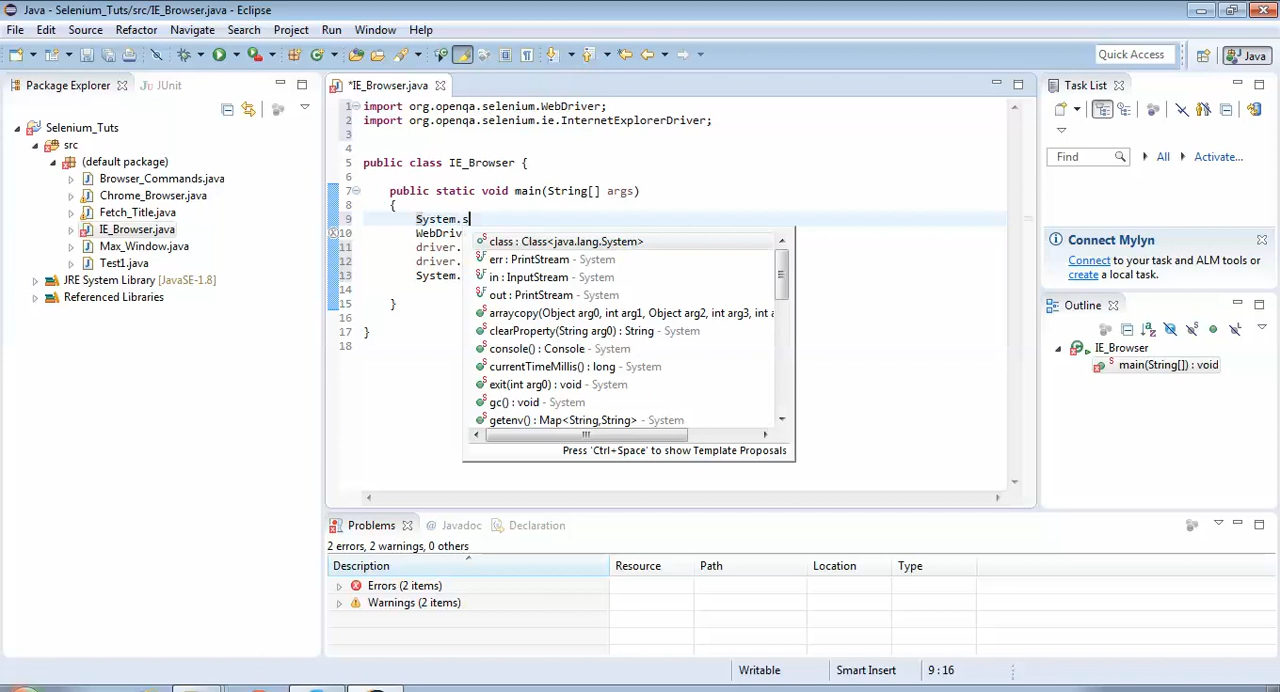 Java - Selenium_Tuts/src/IE_Browser.java - Eclipse
File Edit Source Refactor Navigate Search Project Run Window Help
Quick Access
Java
Package Explorer
JUnit
Selenium_Tuts
src
(default package)
Browser_Commands.java
Chrome_Browser.java
Fetch_Title.java
IE_Browser.java
Max_Window.java
Test1.java
JRE System Library [JavaSE-1.8]
Referenced Libraries
*IE_Browser.java
1 import org.openqa.selenium.WebDriver;
2 import org.openqa.selenium.ie.InternetExplorerDriver;
3
4
5 public class IE_Browser {
6
7 public static void main(String[] args)
8 {
9 System.s
10 WebDriv
11 driver.
12 driver.
13 System.
14
15 }
16
17 }
18
class : Class<java.lang.System>
err : PrintStream - System
in : InputStream - System
out : PrintStream - System
arraycopy(Object arg0, int arg1, Object arg2, int arg3, int a
clearProperty(String arg0) : String - System
console() : Console - System
currentTimeMillis() : long - System
exit(int arg0) : void - System
gc() : void - System
getenv() : Map<String,String> - System
Press 'Ctrl+Space' to show Template Proposals
Task List
Find All Activate...
Connect Mylyn
Connect to your task and ALM tools or
create a local task.
Outline
IE_Browser
main(String[]) : void
Problems @ Javadoc Declaration
2 errors, 2 warnings, 0 others
Description Resource Path Location Type
Errors (2 items)
Warnings (2 items)
Writable Smart Insert 9 : 16